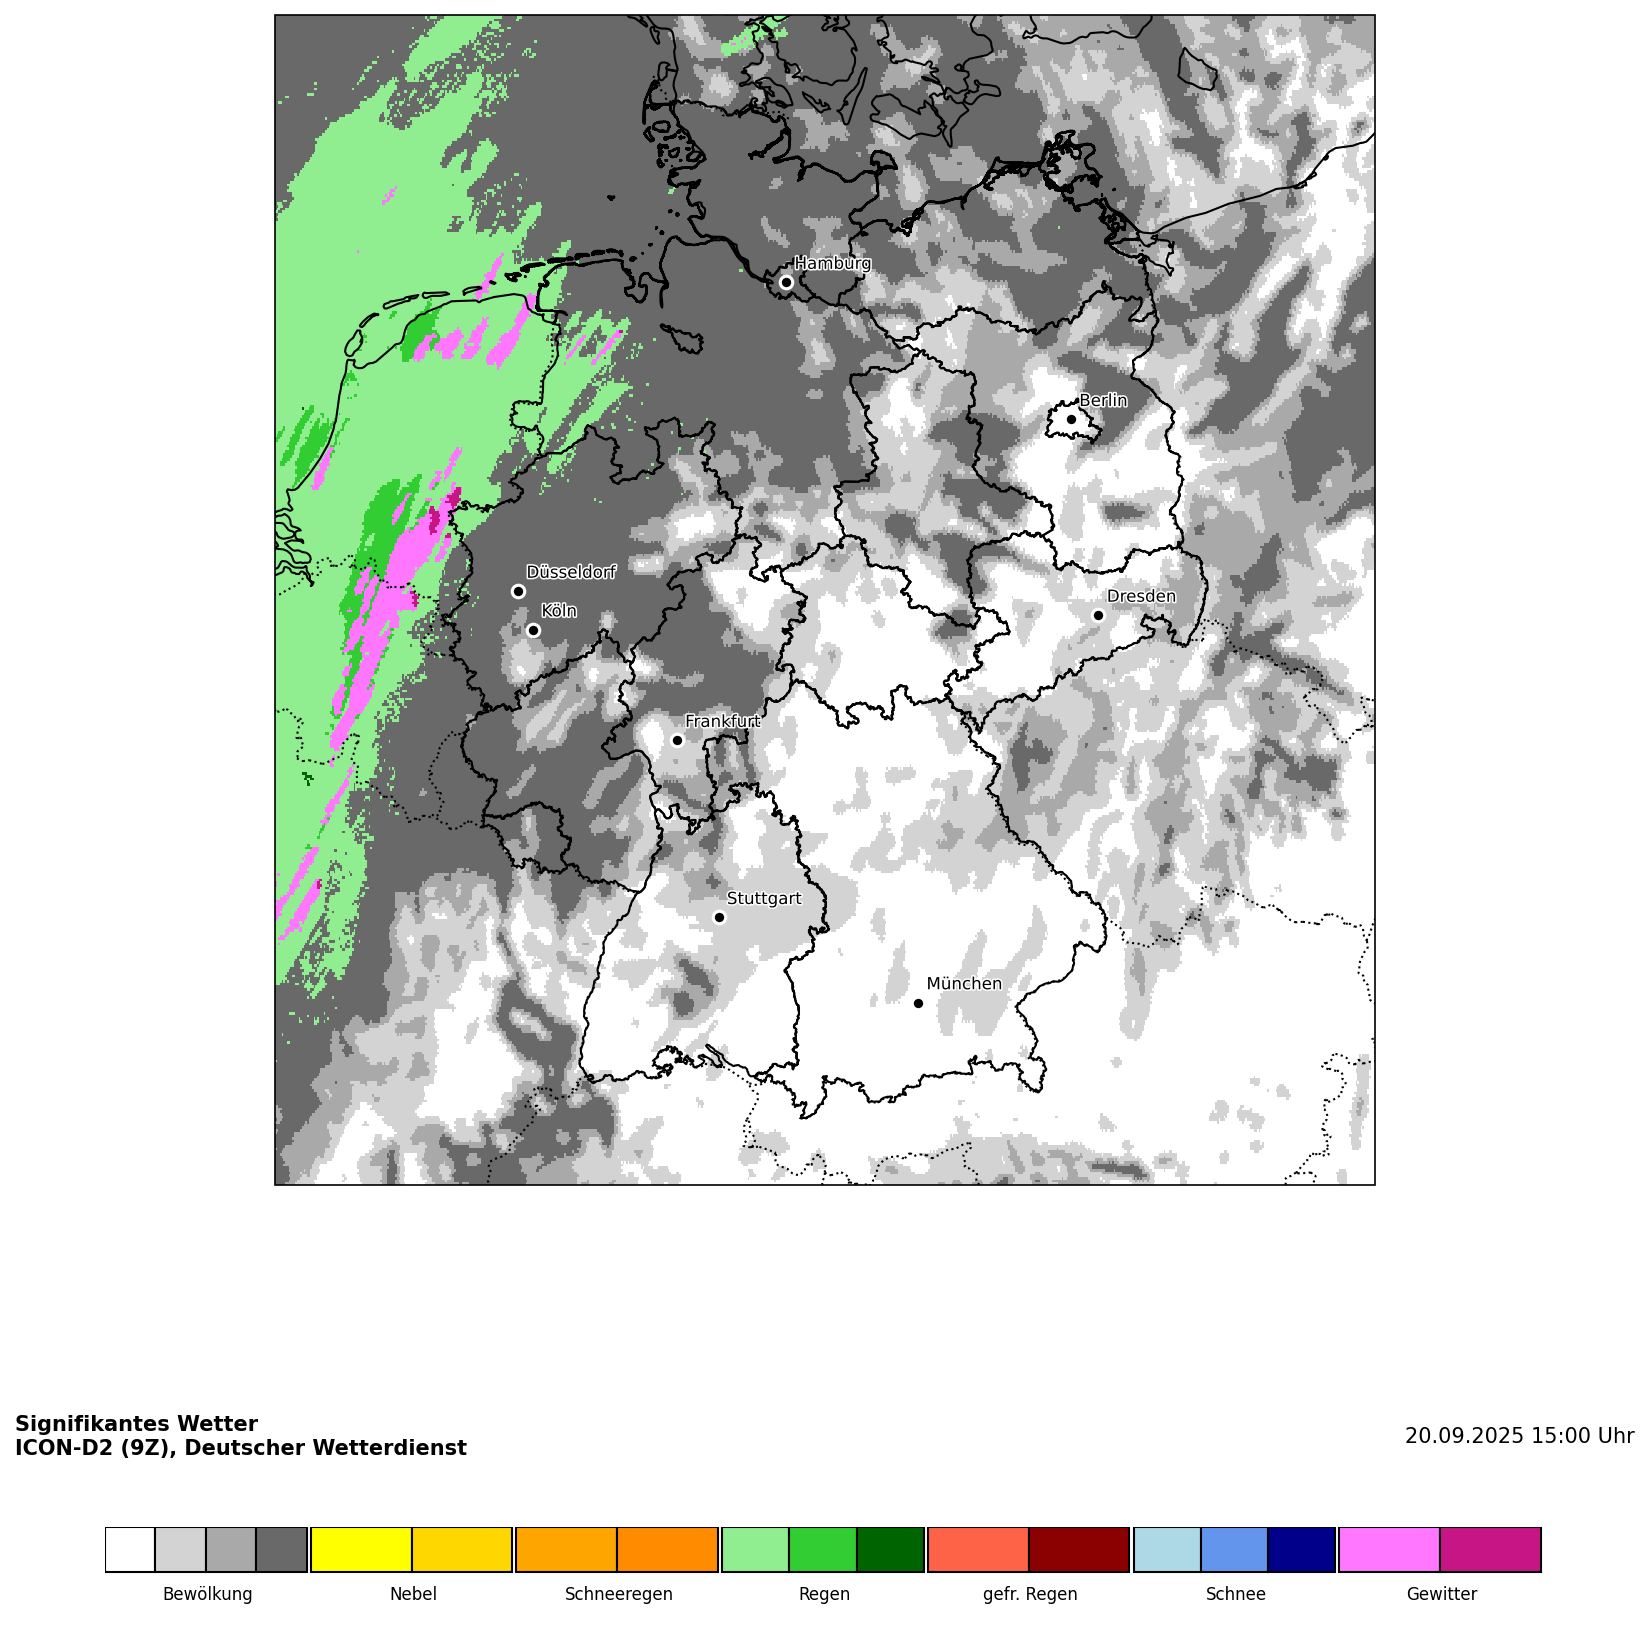 Hamburg
Berlin
Düsseldorf
Köln
Dresden
Frankfurt
Stuttgart
München
Signifikantes Wetter
ICON-D2 (9Z), Deutscher Wetterdienst
20.09.2025 15:00 Uhr
Bewölkung
Nebel
Schneeregen
Regen
gefr. Regen
Schnee
Gewitter